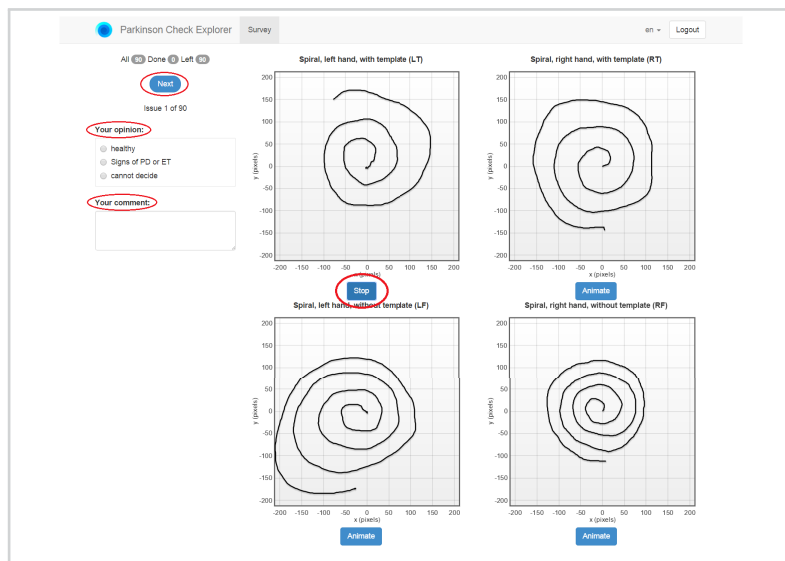 Parkinson Check Explorer Survey en Logout
All 90 Done 0 Left 90
Next
Issue 1 of 90
Your opinion:
healthy
Signs of PD or ET
cannot decide
Your comment:
Spiral, left hand, with template (LT)
200
150
100
50
0
-50
-100
-150
-200
y (pixels)
-200 -150 -100 -50 0 50 100 150 200
x (pixels)
Stop
Spiral, right hand, with template (RT)
200
150
100
50
0
-50
-100
-150
-200
y (pixels)
-200 -150 -100 -50 0 50 100 150 200
x (pixels)
Animate
Spiral, left hand, without template (LF)
200
150
100
50
0
-50
-100
-150
-200
y (pixels)
-200 -150 -100 -50 0 50 100 150 200
x (pixels)
Animate
Spiral, right hand, without template (RF)
200
150
100
50
0
-50
-100
-150
-200
y (pixels)
-200 -150 -100 -50 0 50 100 150 200
x (pixels)
Animate